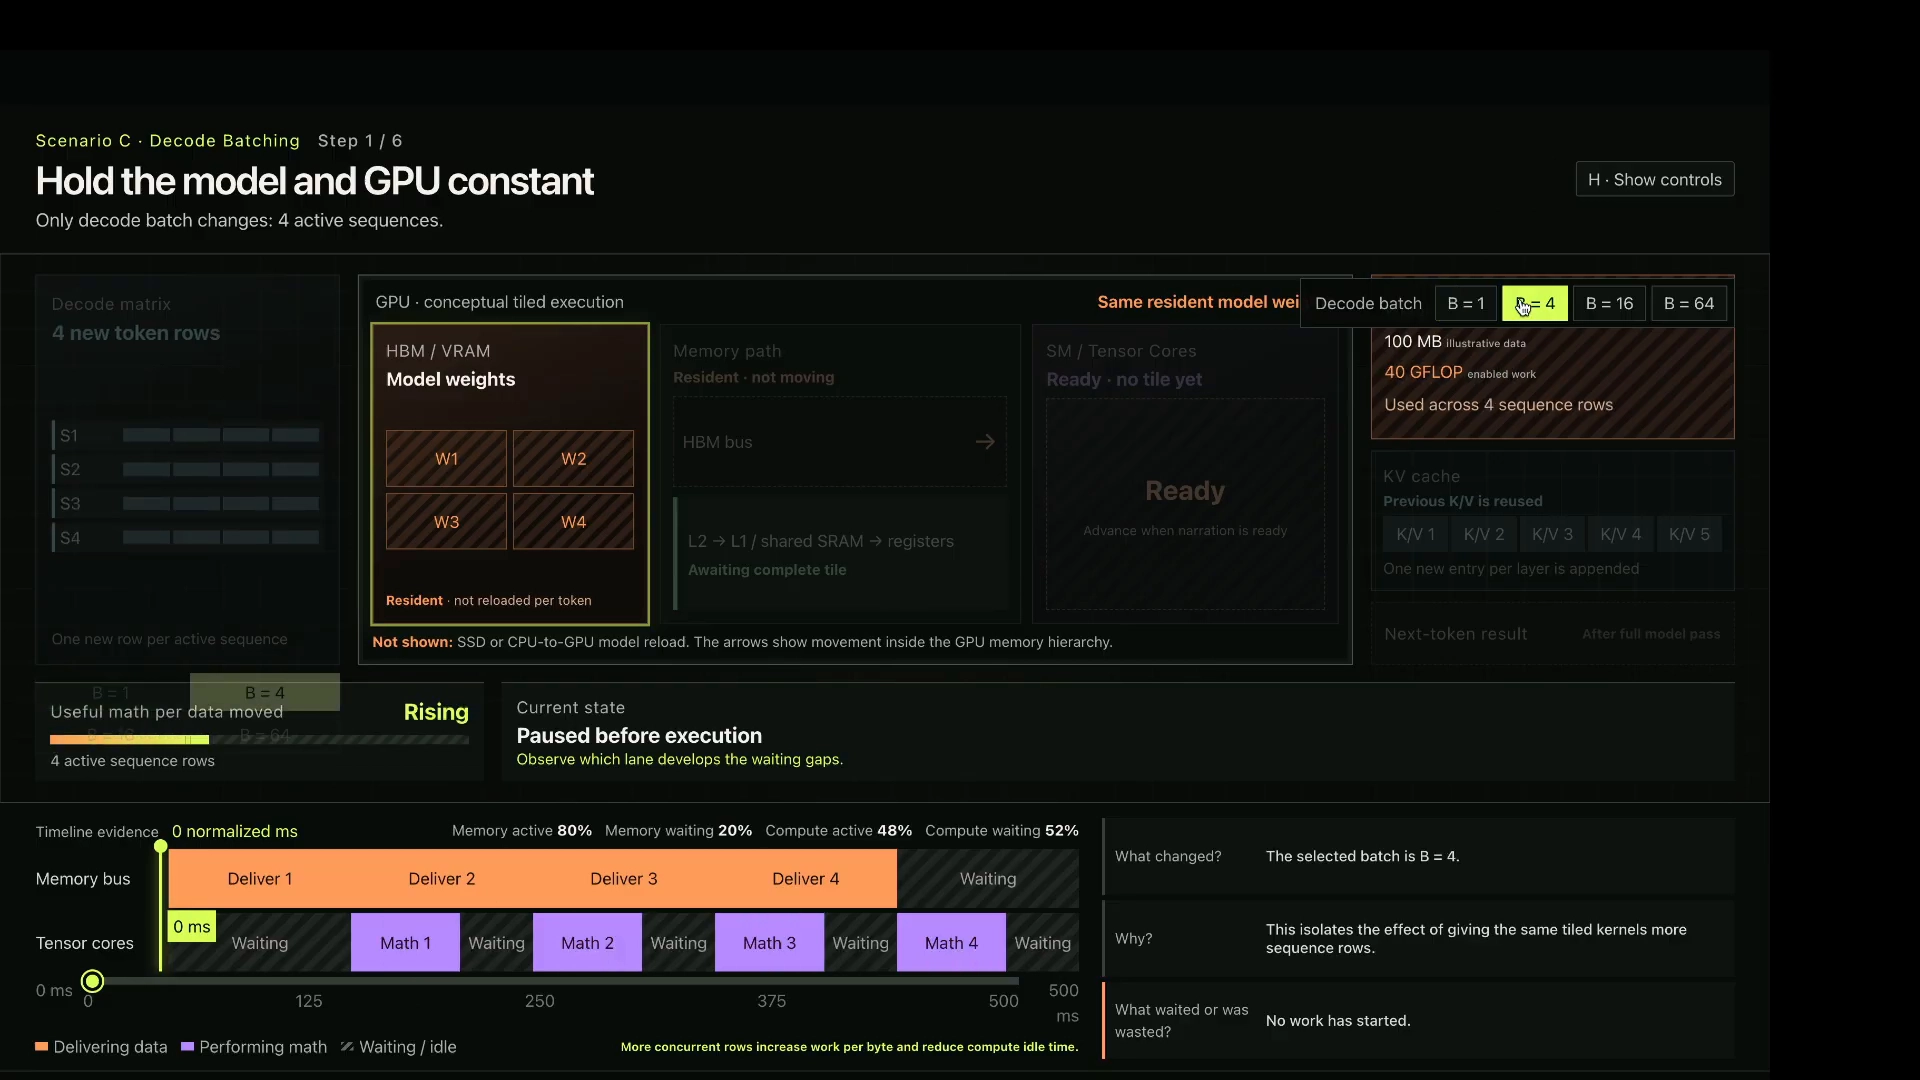 Scenario C · Decode Batching Step 1 / 6
Hold the model and GPU constant
Only decode batch changes: 4 active sequences.
H · Show controls
Decode matrix
4 new token rows
S1
S2
S3
S4
One new row per active sequence
GPU · conceptual tiled execution
Same resident model wei
HBM / VRAM
Model weights
W1
W2
W3
W4
Resident · not reloaded per token
Memory path
Resident · not moving
HBM bus →
L2 → L1 / shared SRAM → registers
Awaiting complete tile
SM / Tensor Cores
Ready · no tile yet
Ready
Advance when narration is ready
Not shown: SSD or CPU-to-GPU model reload. The arrows show movement inside the GPU memory hierarchy.
Decode batch B = 1 B = 4 B = 16 B = 64
100 MB illustrative data
40 GFLOP enabled work
Used across 4 sequence rows
KV cache
Previous K/V is reused
K/V 1 K/V 2 K/V 3 K/V 4 K/V 5
One new entry per layer is appended
Next-token result After full model pass
B = 1 B = 4
Useful math per data moved Rising
B = 16 B = 64
4 active sequence rows
Current state
Paused before execution
Observe which lane develops the waiting gaps.
Timeline evidence 0 normalized ms Memory active 80% Memory waiting 20% Compute active 48% Compute waiting 52%
Memory bus Deliver 1 Deliver 2 Deliver 3 Deliver 4 Waiting
0 ms
Tensor cores Waiting Math 1 Waiting Math 2 Waiting Math 3 Waiting Math 4 Waiting
0 ms 0 125 250 375 500 500 ms
Delivering data Performing math Waiting / idle
More concurrent rows increase work per byte and reduce compute idle time.
What changed? The selected batch is B = 4.
Why? This isolates the effect of giving the same tiled kernels more
sequence rows.
What waited or was
wasted?
No work has started.